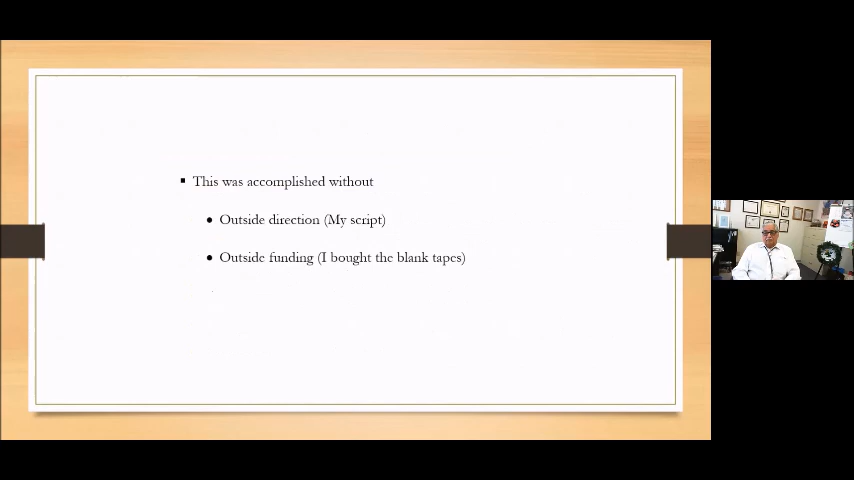 ▪ This was accomplished without
● Outside direction (My script)
● Outside funding (I bought the blank tapes)